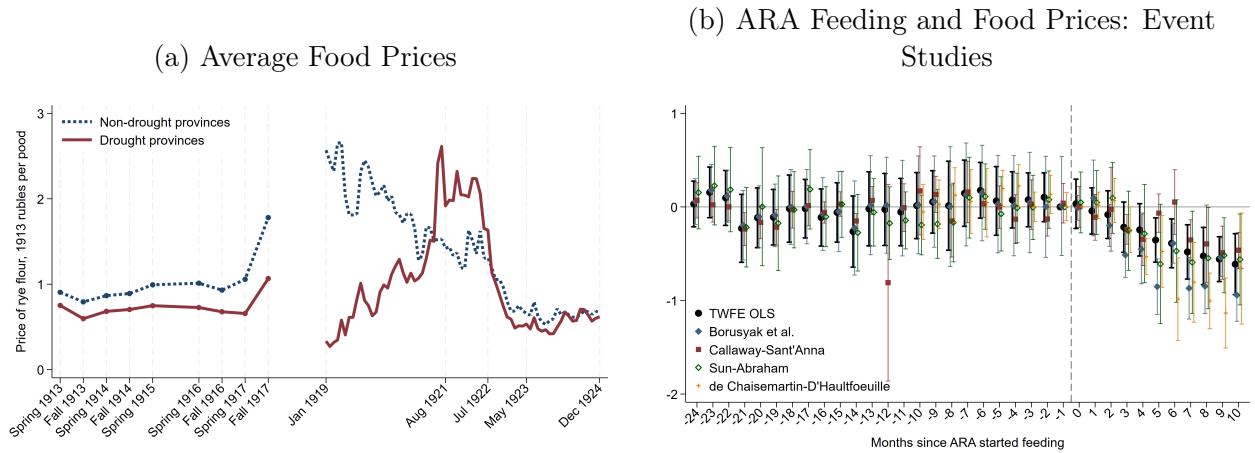 (a) Average Food Prices
Price of rye flour, 1913 rubles per pood
3
2
1
0
Non-drought provinces
Drought provinces
Spring 1913
Fall 1913
Spring 1914
Fall 1914
Spring 1915
Spring 1916
Fall 1916
Spring 1917
Fall 1917
Jan 1919
Aug 1921
Jul 1922
May 1923
Dec 1924
(b) ARA Feeding and Food Prices: Event
Studies
1
0
-1
-2
TWFE OLS
Borusyak et al.
Callaway-Sant'Anna
Sun-Abraham
de Chaisemartin-D'Haultfoeuille
-24
-23
-22
-21
-20
-19
-18
-17
-16
-15
-14
-13
-12
-11
-10
-9
-8
-7
-6
-5
-4
-3
-2
-1
0
1
2
3
4
5
6
7
8
9
10
Months since ARA started feeding